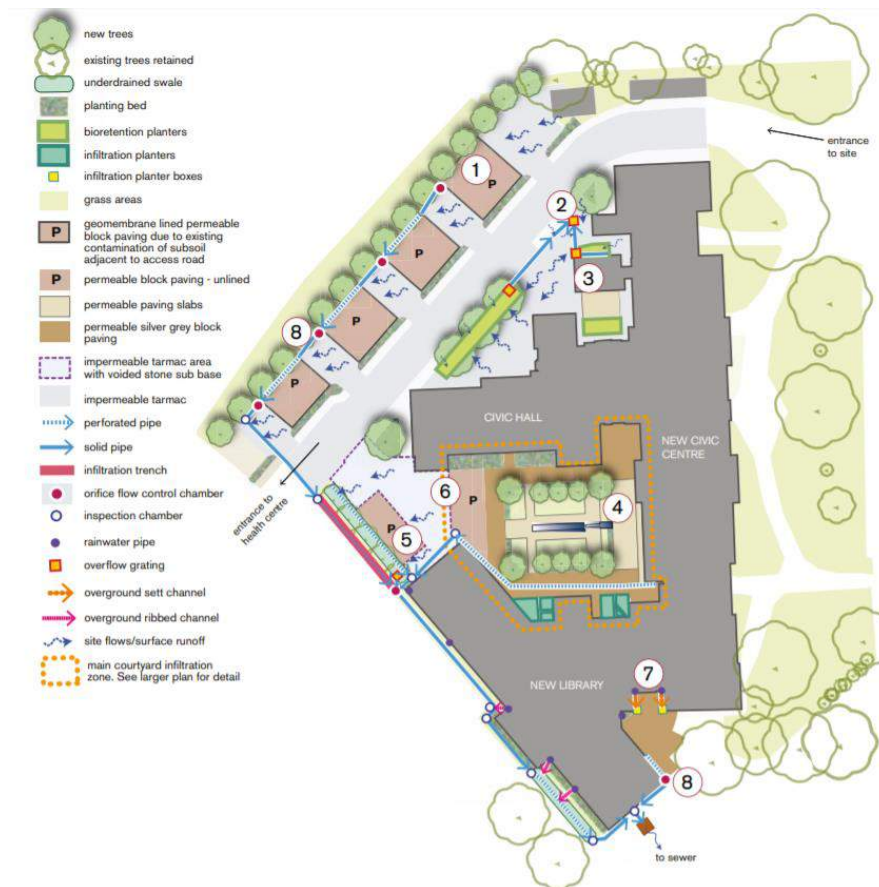 new trees
existing trees retained
underdrained swale
planting bed
bioretention planters
infiltration planters
infiltration planter boxes
grass areas
P
geomembrane lined permeable
block paving due to existing
contamination of subsoil
adjacent to access road
P
permeable block paving - unlined
permeable paving slabs
permeable silver grey block
paving
impermeable tarmac area
with voided stone sub base
impermeable tarmac
perforated pipe
solid pipe
infiltration trench
orifice flow control chamber
inspection chamber
rainwater pipe
overflow grating
overground sett channel
overground ribbed channel
site flows/surface runoff
main courtyard infiltration
zone. See larger plan for detail
entrance
to site
1
P
2
P
3
8
P
P
CIVIC HALL
NEW CIVIC
CENTRE
entrance to
health centre
6
P
4
P
5
NEW LIBRARY
7
8
to sewer